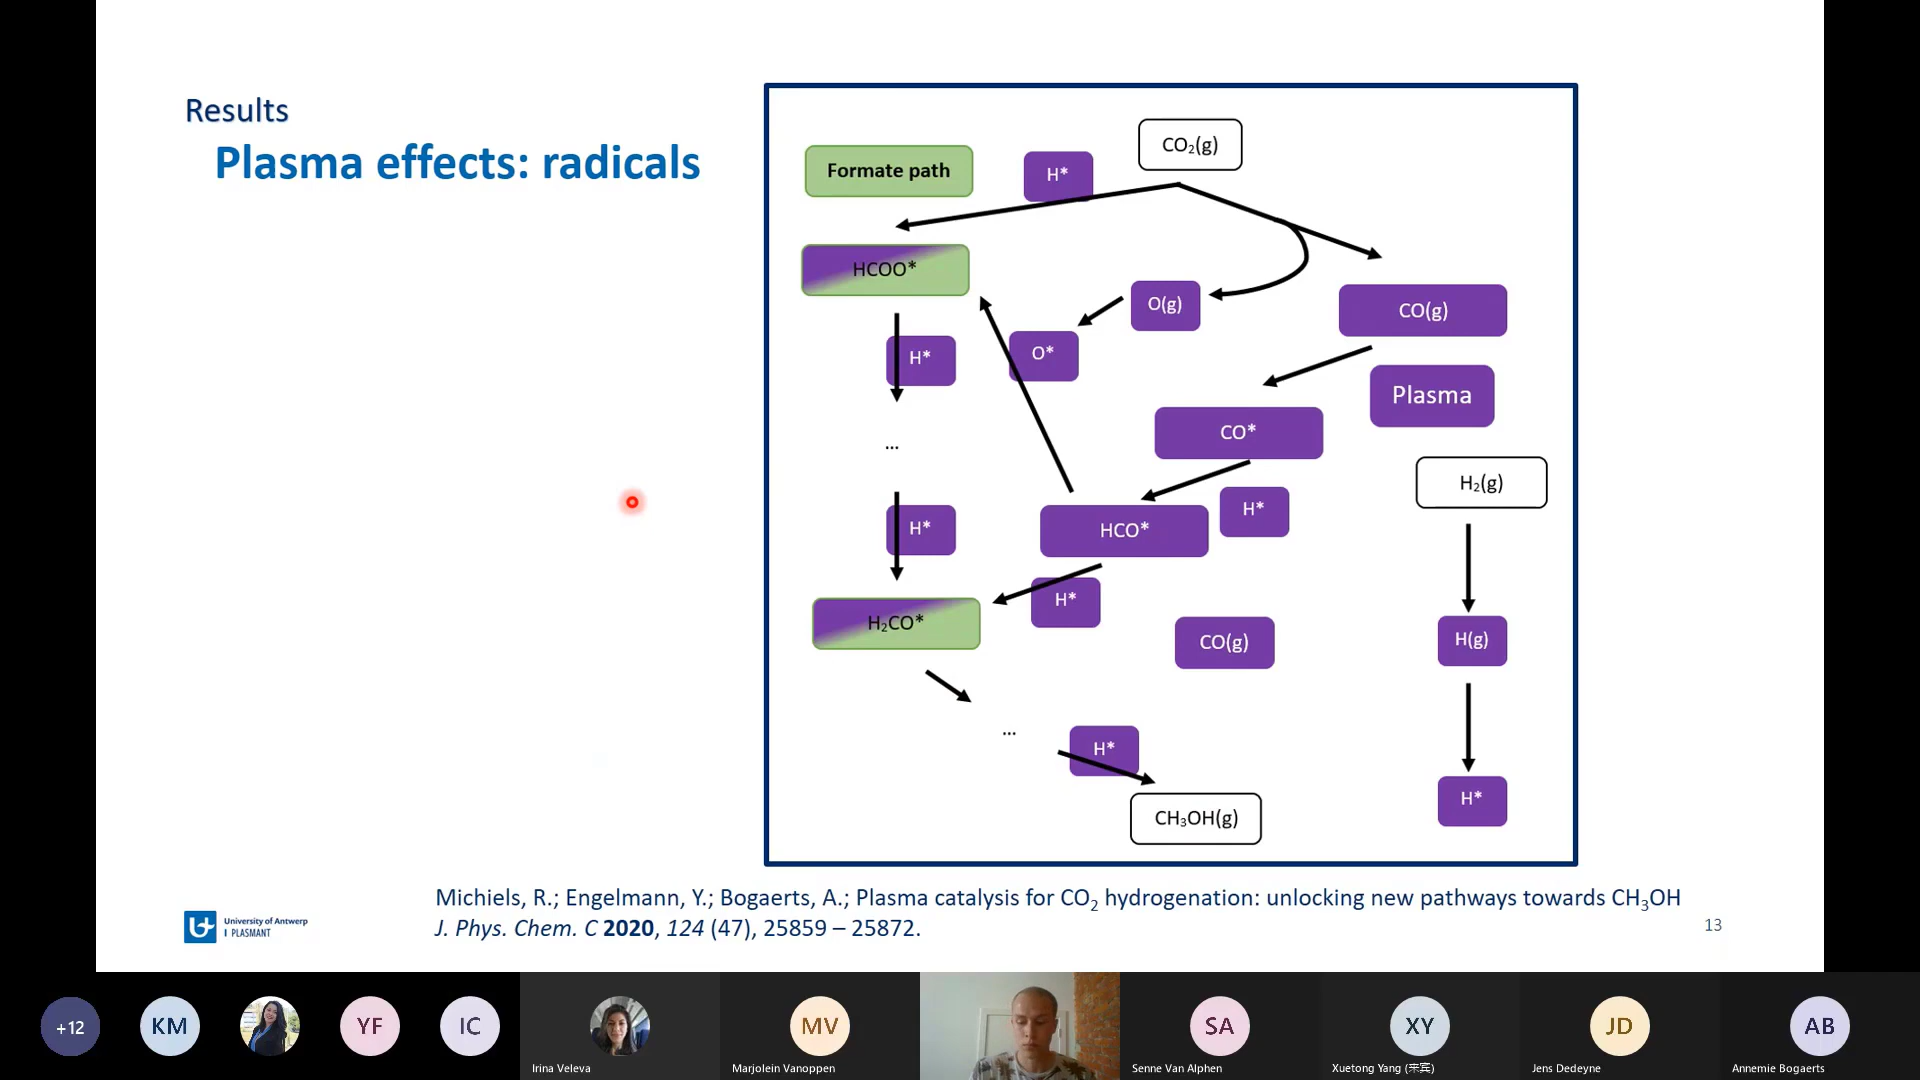 Results
Plasma effects: radicals
CO₂(g)
Formate path
H*
HCOO*
O(g)
CO(g)
H*
O*
Plasma
CO*
...
H₂(g)
H*
HCO*
H*
H*
H₂CO*
CO(g)
H(g)
...
H*
H*
CH₃OH(g)
Michiels, R.; Engelmann, Y.; Bogaerts, A.; Plasma catalysis for CO₂ hydrogenation: unlocking new pathways towards CH₃OH
J. Phys. Chem. C 2020, 124 (47), 25859 – 25872.
University of Antwerp
I PLASMANT
13
+12
KM
YF
IC
Irina Veleva
MV
Marjolein Vanoppen
SA
Senne Van Alphen
XY
Xuetong Yang (朱宾)
JD
Jens Dedeyne
AB
Annemie Bogaerts